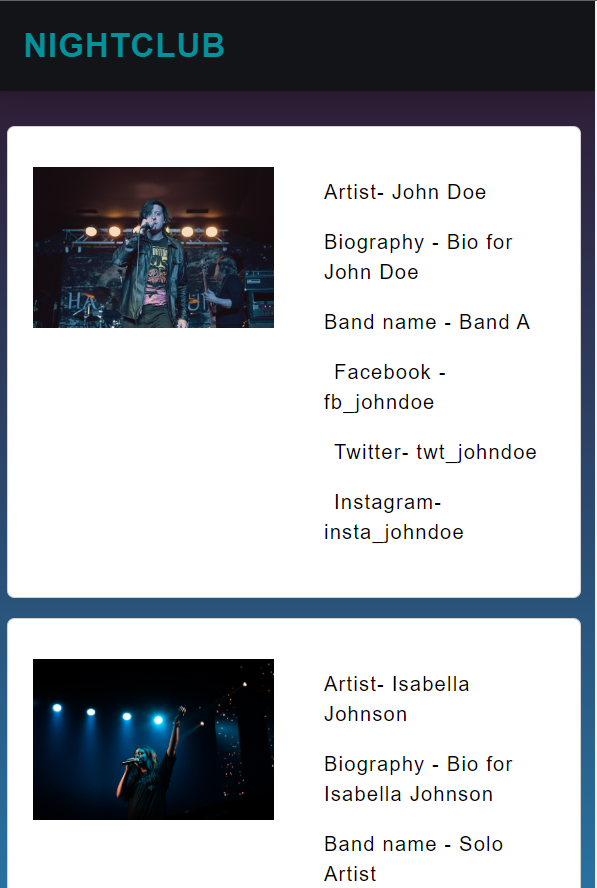 NIGHTCLUB
Artist- John Doe
Biography - Bio for
John Doe
Band name - Band A
Facebook -
fb_johndoe
Twitter- twt_johndoe
Instagram-
insta_johndoe
Artist- Isabella
Johnson
Biography - Bio for
Isabella Johnson
Band name - Solo
Artist